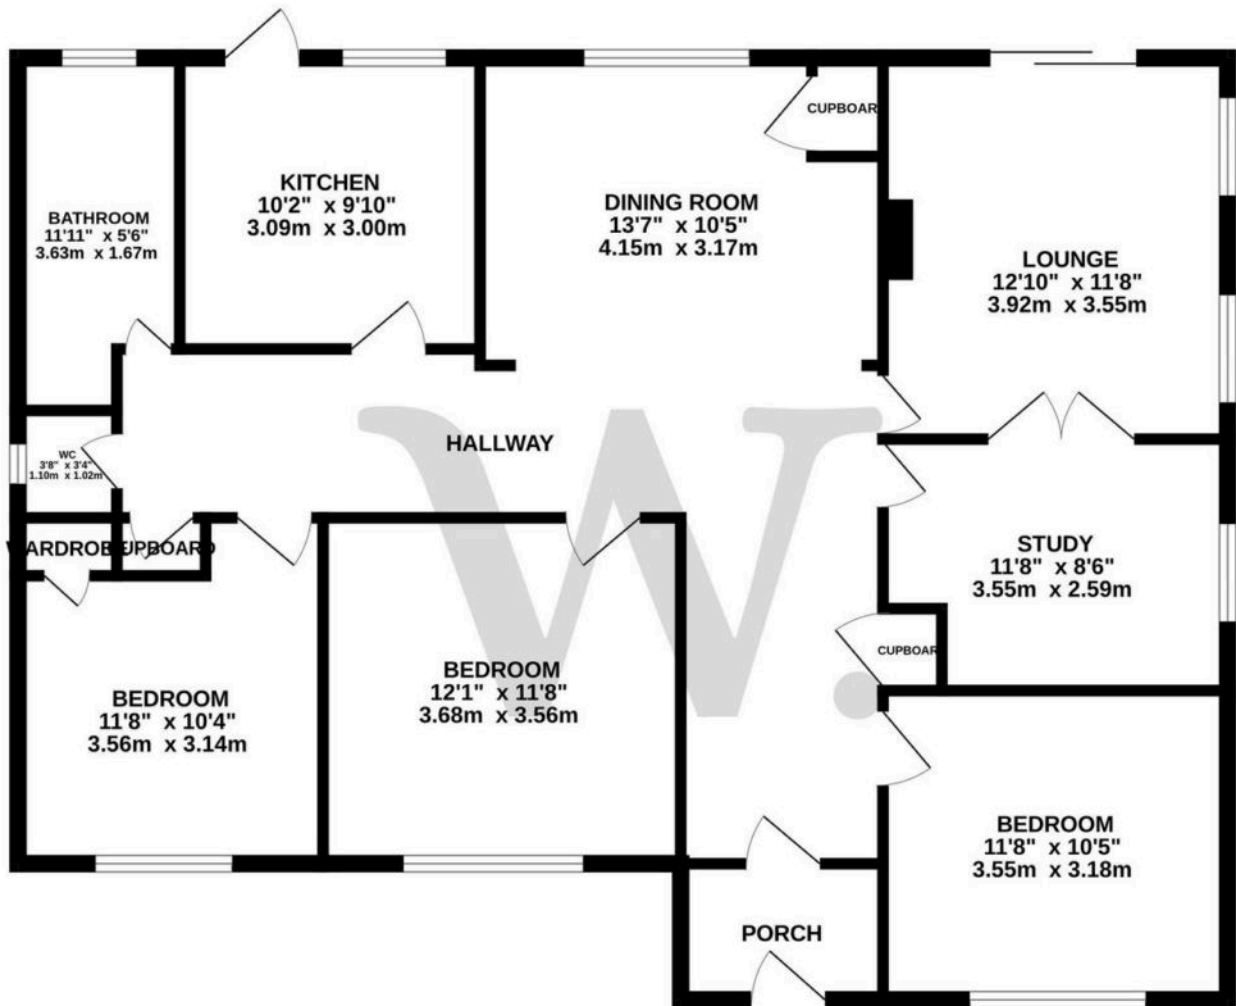 CUPBOAR
KITCHEN
10'2" x 9'10"
3.09m x 3.00m
DINING ROOM
13'7" x 10'5"
4.15m x 3.17m
BATHROOM
11'11" x 5'6"
3.63m x 1.67m
LOUNGE
12'10" x 11'8"
3.92m x 3.55m
HALLWAY
WC
3'8" x 3'4"
1.10m x 1.02m
WARDROBE
CUPBOARD
STUDY
11'8" x 8'6"
3.55m x 2.59m
CUPBOAR
BEDROOM
11'8" x 10'4"
3.56m x 3.14m
BEDROOM
12'1" x 11'8"
3.68m x 3.56m
BEDROOM
11'8" x 10'5"
3.55m x 3.18m
PORCH
W.